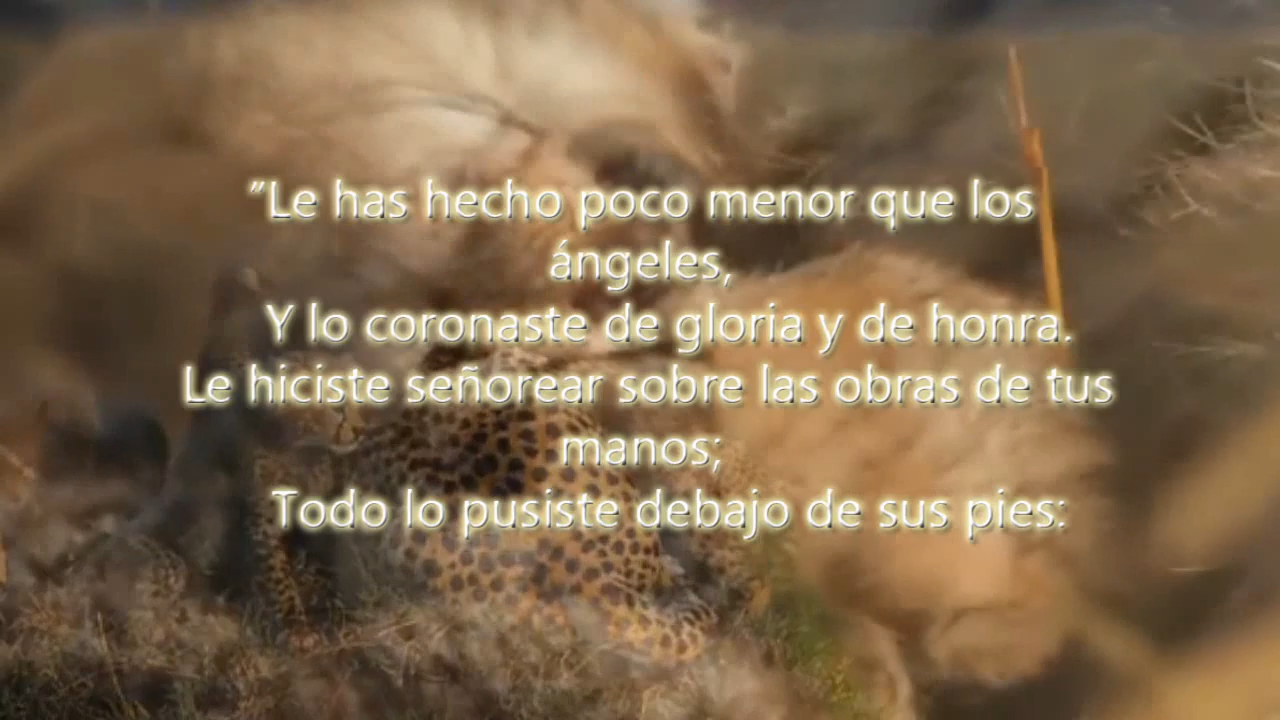 "Le has hecho poco menor que los
ángeles,
Y lo coronaste de gloria y de honra.
Le hiciste señorear sobre las obras de tus
manos;
Todo lo pusiste debajo de sus pies: